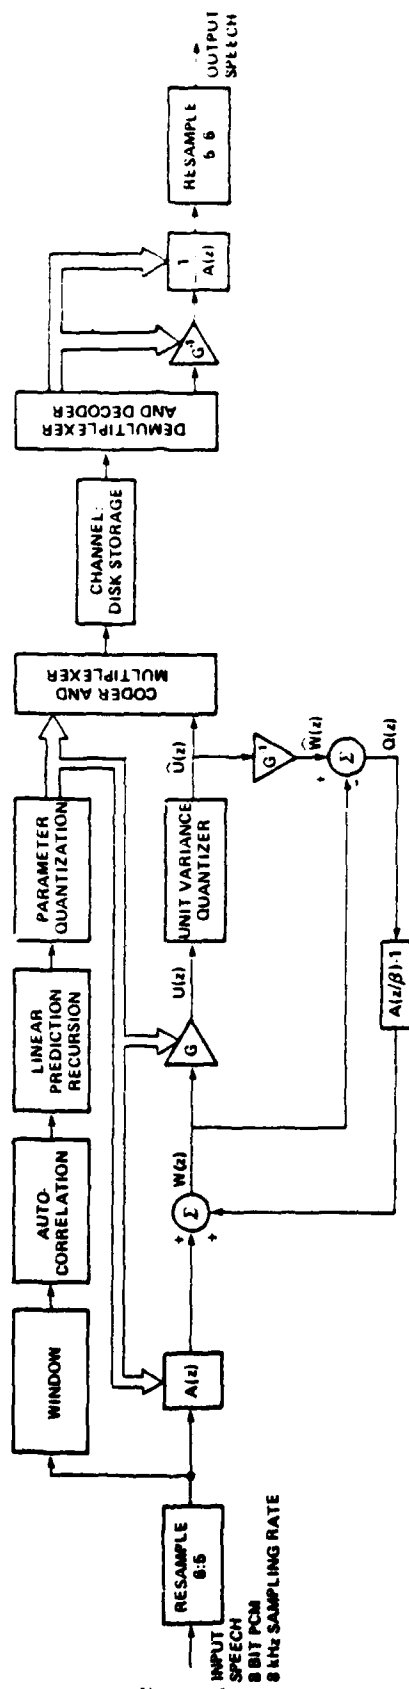 INPUT
SPEECH
8 BIT PCM
8 kHz SAMPLING RATE
RESAMPLE
6:5
WINDOW
AUTO-
CORRELATION
LINEAR
PREDICTION
RECURSION
PARAMETER
QUANTIZATION
A(z)
+
Σ
+
W(z)
G
U(z)
UNIT VARIANCE
QUANTIZER
Û(z)
G⁻¹
Ŵ(z)
+
Σ
-
Q(z)
A(z/β)-1
CODER AND
MULTIPLEXER
CHANNEL:
DISK STORAGE
DEMULTIPLEXER
AND DECODER
G⁻¹
1
A(z)
RESAMPLE
5 6
OUTPUT
SPEECH